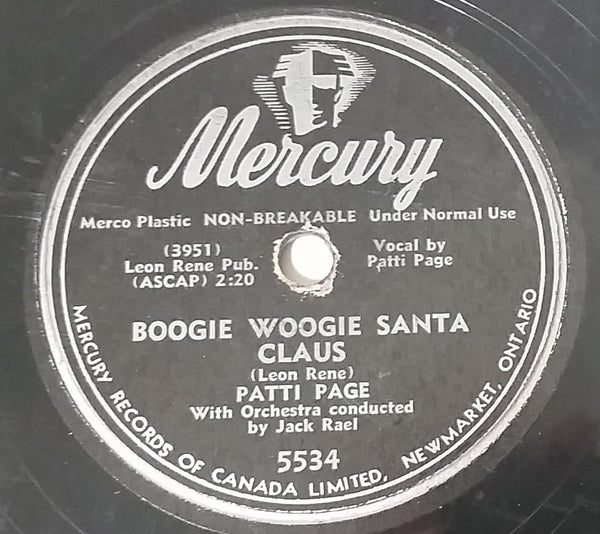 Mercury
Merco Plastic NON-BREAKABLE Under Normal Use
(3951)
Leon Rene Pub.
(ASCAP) 2:20
Vocal by
Patti Page
BOOGIE WOOGIE SANTA
CLAUS
(Leon Rene)
PATTI PAGE
With Orchestra conducted
by Jack Rael
5534
MERCURY RECORDS OF CANADA LIMITED, NEWMARKET, ONTARIO